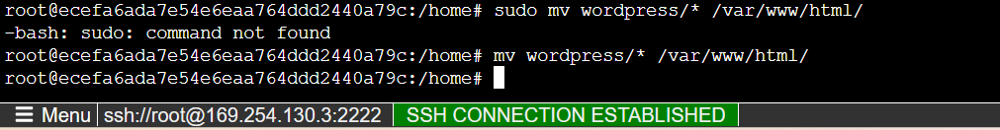 root@ecefa6ada7e54e6eaa764ddd2440a79c:/home# sudo mv wordpress/* /var/www/html/
-bash: sudo: command not found
root@ecefa6ada7e54e6eaa764ddd2440a79c:/home# mv wordpress/* /var/www/html/
root@ecefa6ada7e54e6eaa764ddd2440a79c:/home#
☰ Menu ssh://root@169.254.130.3:2222 SSH CONNECTION ESTABLISHED